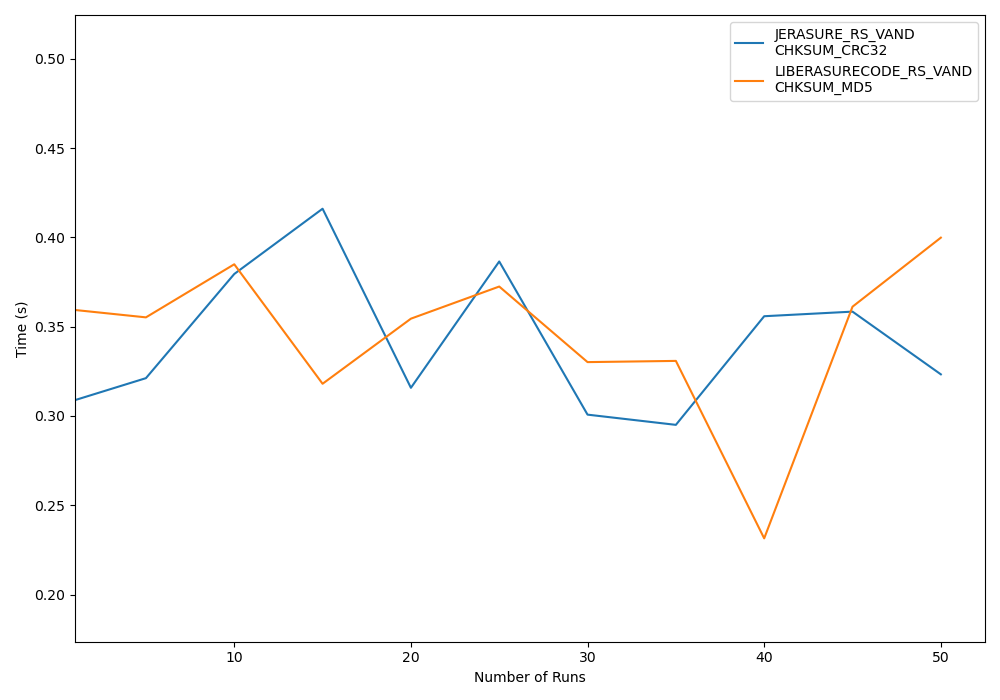 JERASURE_RS_VAND
CHKSUM_CRC32
LIBERASURECODE_RS_VAND
CHKSUM_MD5
0.50
0.45
0.40
0.35
0.30
0.25
0.20
Time (s)
10 20 30 40 50
Number of Runs